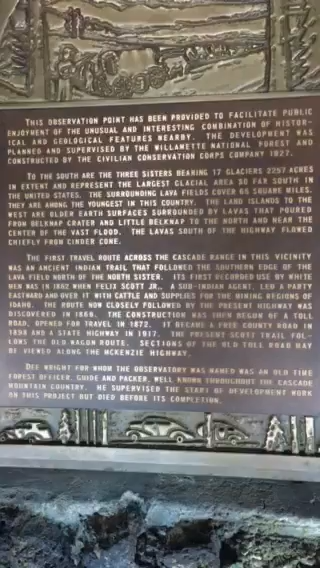 THIS OBSERVATION POINT HAS BEEN PROVIDED TO FACILITATE PUBLIC
ENJOYMENT OF THE UNUSUAL AND INTERESTING COMBINATION OF HISTOR-
ICAL AND GEOLOGICAL FEATURES NEARBY. THE DEVELOPMENT WAS
PLANNED AND SUPERVISED BY THE WILLAMETTE NATIONAL FOREST AND
CONSTRUCTED BY THE CIVILIAN CONSERVATION CORPS COMPANY 1927.
TO THE SOUTH ARE THE THREE SISTERS BEARING 17 GLACIERS 2257 ACRES
IN EXTENT AND REPRESENT THE LARGEST GLACIAL AREA SO FAR SOUTH IN
THE UNITED STATES. THE SURROUNDING LAVA FIELDS COVER 65 SQUARE MILES.
THEY ARE AMONG THE YOUNGEST IN THIS COUNTRY. THE LAND ISLANDS TO THE
WEST ARE OLDER EARTH SURFACES SURROUNDED BY LAVAS THAT POURED
FROM BELKNAP CRATER AND LITTLE BELKNAP TO THE NORTH AND NEAR THE
CENTER OF THE VAST FLOOD. THE LAVAS SOUTH OF THE HIGHWAY FLOWED
CHIEFLY FROM CINDER CONE.
THE FIRST TRAVEL ROUTE ACROSS THE CASCADE RANGE IN THIS VICINITY
WAS AN ANCIENT INDIAN TRAIL THAT FOLLOWED THE SOUTHERN EDGE OF THE
LAVA FIELD NORTH OF THE NORTH SISTER. ITS FIRST RECORDED USE BY WHITE
MEN WAS IN 1862 WHEN FELIX SCOTT JR., A SUB-INDIAN AGENT, LED A PARTY
EASTWARD AND OVER IT WITH CATTLE AND SUPPLIES FOR THE MINING REGIONS OF
IDAHO. THE ROUTE NOW CLOSELY FOLLOWED BY THE PRESENT HIGHWAY WAS
DISCOVERED IN 1866. THE CONSTRUCTION WAS THEN BEGUN OF A TOLL
ROAD, OPENED FOR TRAVEL IN 1872. IT BECAME A FREE COUNTY ROAD IN
1898 AND A STATE HIGHWAY IN 1917. THE PRESENT SCOTT TRAIL FOL-
LOWS THE OLD WAGON ROUTE. SECTIONS OF THE OLD TOLL ROAD MAY
BE VIEWED ALONG THE MCKENZIE HIGHWAY.
DEE WRIGHT FOR WHOM THE OBSERVATORY WAS NAMED WAS AN OLD TIME
FOREST OFFICER, GUIDE AND PACKER, WELL KNOWN THROUGHOUT THE CASCADE
MOUNTAIN COUNTRY. HE SUPERVISED THE START OF DEVELOPMENT WORK
ON THIS PROJECT BUT DIED BEFORE ITS COMPLETION.